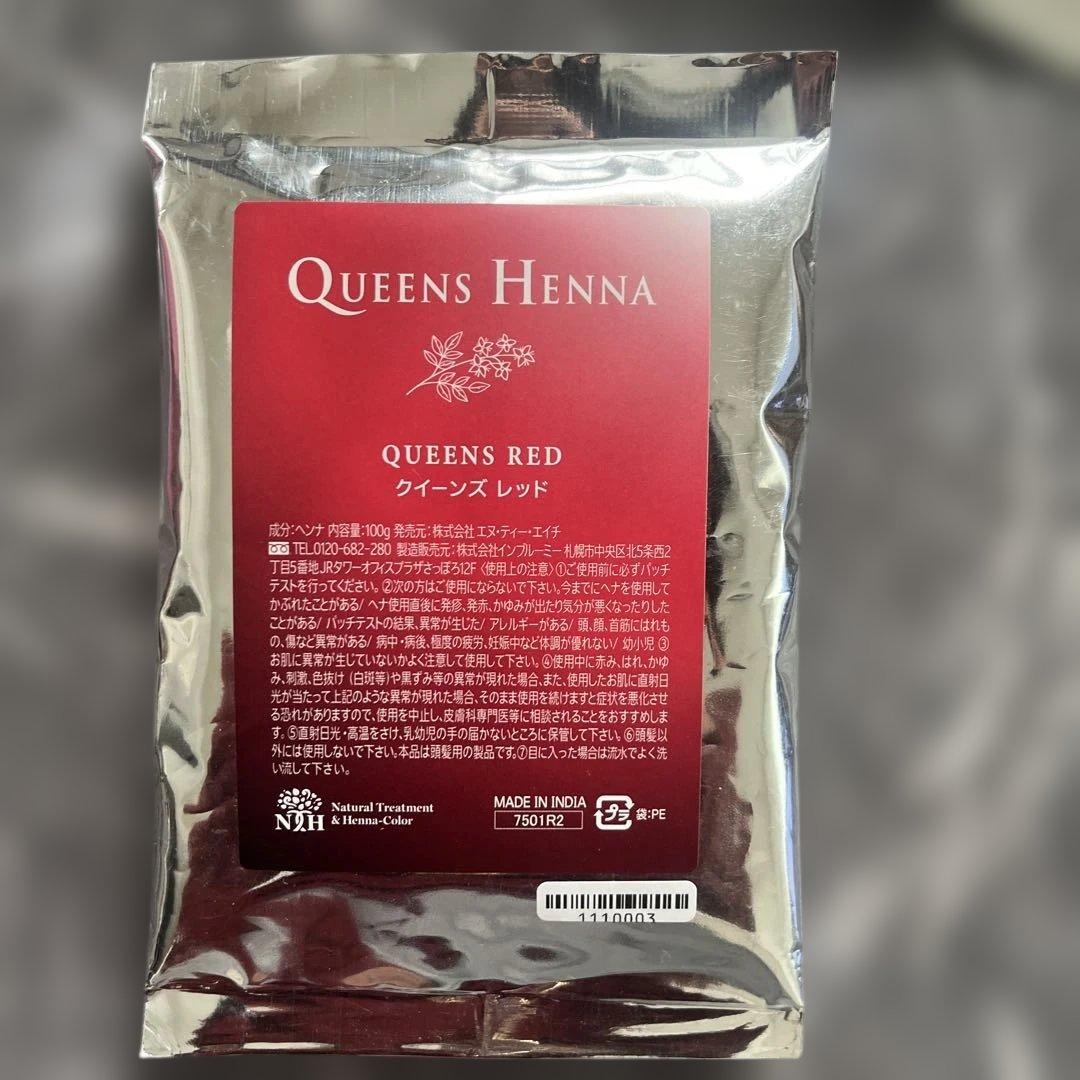 QUEENS HENNA
QUEENS RED
クイーンズ レッド
成分:ヘンナ 内容量:100g 発売元:株式会社 エヌ・ティー・エイチ
TEL.0120-682-280 製造販売元:株式会社インプルーミー 札幌市中央区北5条西2
丁目5番地JRタワーオフィスプラザさっぽろ12F〈使用上の注意〉①ご使用前に必ずパッチ
テストを行ってください。②次の方はご使用にならないで下さい。今までにヘナを使用して
かぶれたことがある/ ヘナ使用直後に発疹、発赤、かゆみが出たり気分が悪くなったりした
ことがある/ パッチテストの結果、異常が生じた/ アレルギーがある/ 頭、顔、首筋にはれも
の、傷など異常がある/ 病中・病後、極度の疲労、妊娠中など体調が優れない/ 幼小児 ③
お肌に異常が生じていないかよく注意して使用して下さい。④使用中に赤み、はれ、かゆ
み、刺激、色抜け (白斑等)や黒ずみ等の異常が現れた場合、また、使用したお肌に直射日
光が当たって上記のような異常が現れた場合、そのまま使用を続けますと症状を悪化させ
る恐れがありますので、使用を中止し、皮膚科専門医等に相談されることをおすすめしま
す。⑤直射日光・高温をさけ、乳幼児の手の届かないところに保管して下さい。⑥頭髪以
外には使用しないで下さい。本品は頭髪用の製品です。⑦目に入った場合は流水でよく洗
い流して下さい。
NTH
Natural Treatment
& Henna-Color
MADE IN INDIA
7501R2
プラ 袋:PE
1110003